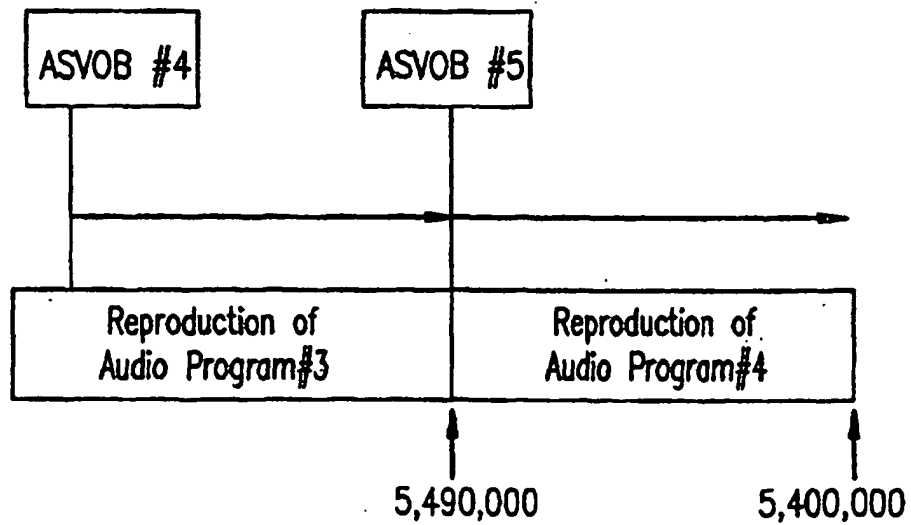 ASVOB #4
ASVOB #5
Reproduction of
Audio Program#3
Reproduction of
Audio Program#4
5,490,000
5,400,000